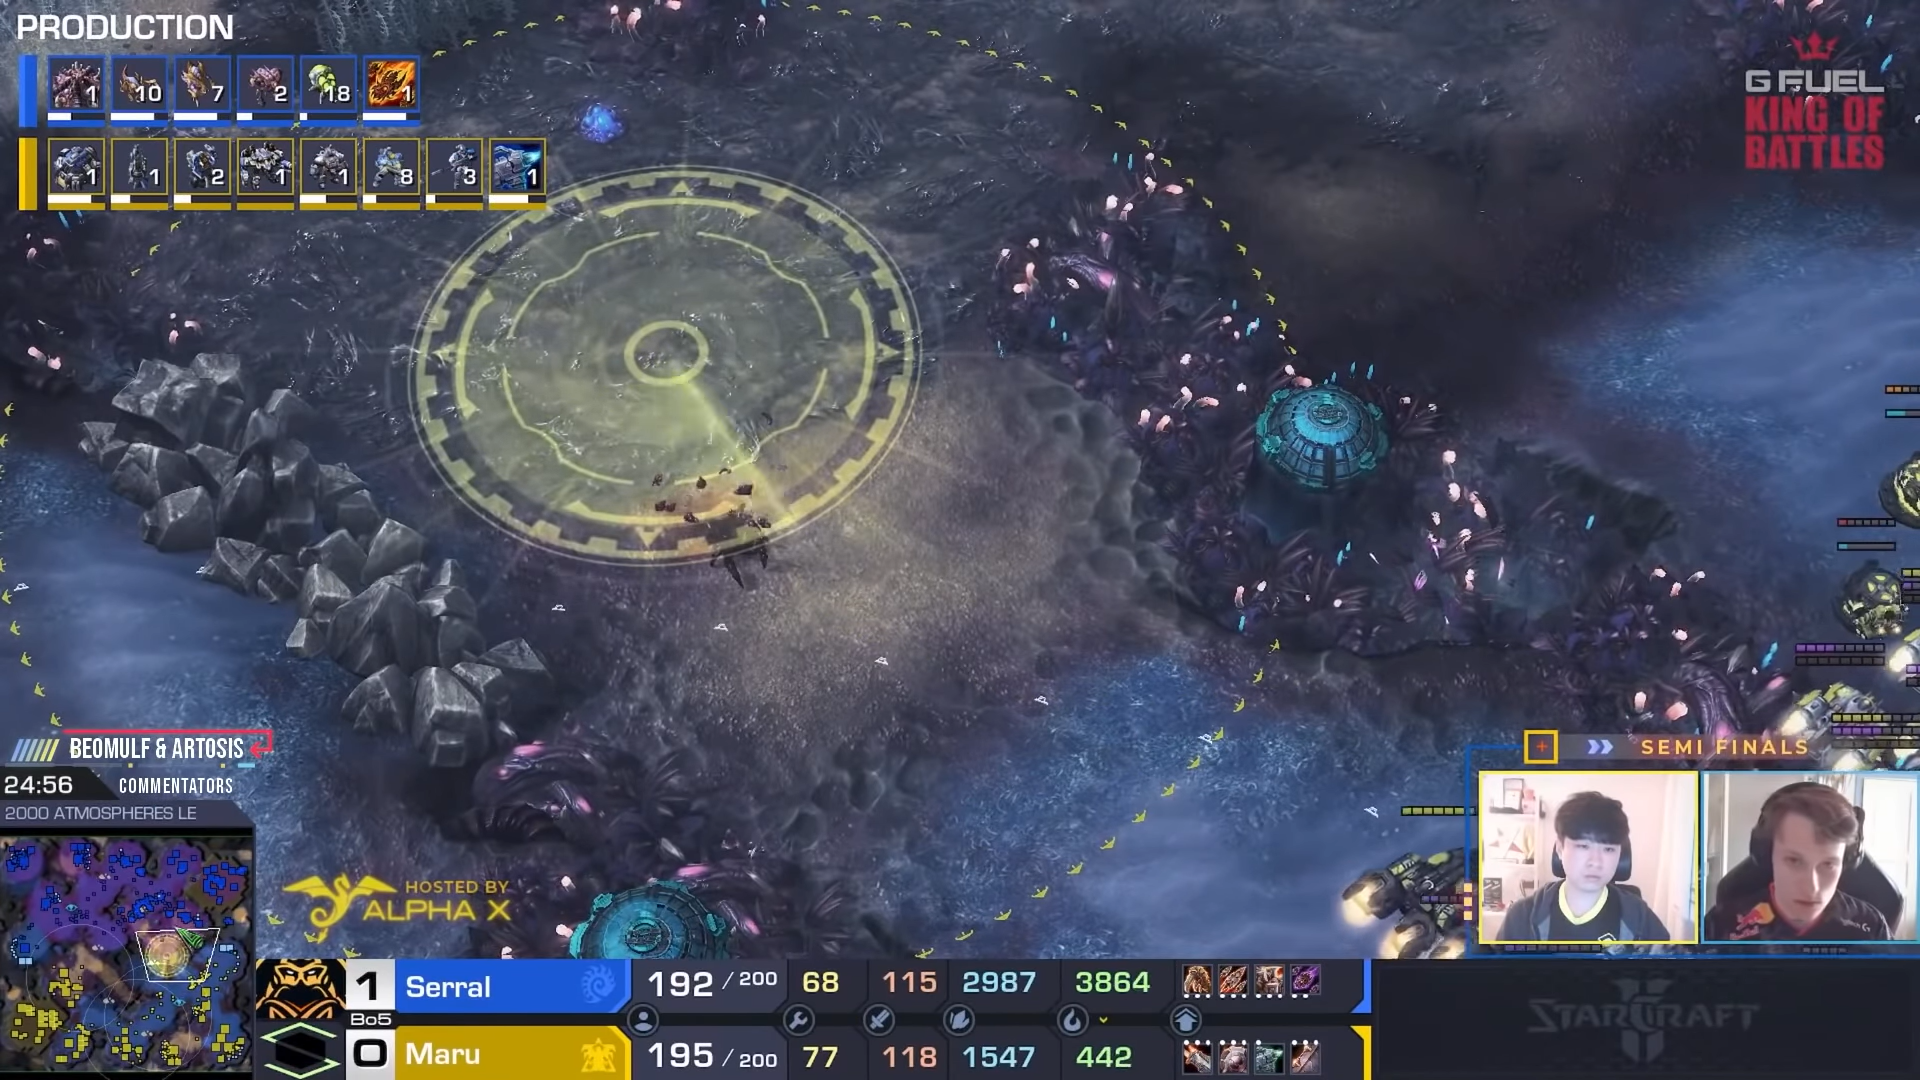 PRODUCTION
1 10 7 2 18 1
1 1 2 1 1 8 3 1
G FUEL
KING OF
BATTLES
BEOMULF & ARTOSIS
24:56 COMMENTATORS
2000 ATMOSPHERES LE
HOSTED BY
ALPHA X
SEMI FINALS
1 Serral 192 / 200 68 115 2987 3864
Bo5
0 Maru 195 / 200 77 118 1547 442
STARCRAFT
II